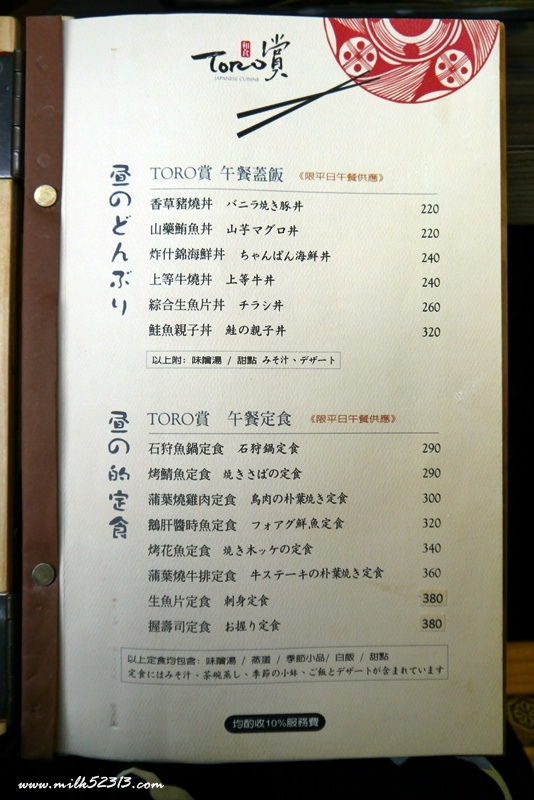 Toro賞
和食
JAPANESE CUISINE
昼のどんぶり
TORO賞 午餐蓋飯 《限平日午餐供應》
香草豬燒丼 バニラ焼き豚丼 220
山藥鮪魚丼 山芋マグロ丼 220
炸什錦海鮮丼 ちゃんぱん海鮮丼 240
上等牛燒丼 上等牛丼 240
綜合生魚片丼 チラシ丼 260
鮭魚親子丼 鮭の親子丼 320
以上附: 味噌湯 / 甜點 みそ汁、デザート
昼の的定食
TORO賞 午餐定食 《限平日午餐供應》
石狩魚鍋定食 石狩鍋定食 290
烤鯖魚定食 焼きさばの定食 290
蒲葉燒雞肉定食 鳥肉の朴葉焼き定食 300
鵝肝醬時魚定食 フォアグ鮮魚定食 320
烤花魚定食 焼き木ッケの定食 340
蒲葉燒牛排定食 牛ステーキの朴葉焼き定食 360
生魚片定食 刺身定食 380
握壽司定食 お握り定食 380
以上定食均包含: 味噌湯 / 蒸蛋 / 季節小品/ 白飯 / 甜點
定食にはみそ汁、茶碗蒸し、季節の小鉢、ご飯とデザートが含まれています
均酌收10%服務費
www.milk52313.com